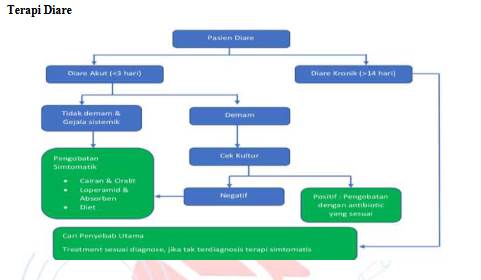 Terapi Diare
Pasien Diare
Diare Akut (<3 hari)
Diare Kronik (>14 hari)
Tidak demam &
Gejala sistemik
Demam
Pengobatan
Simtomatik
• Cairan & Oralit
• Loperamid &
Absorben
• Diet
Cek Kultur
Negatif
Positif : Pengobatan
dengan antibiotic
yang sesuai
Cari Penyebab Utama
Treatment sesuai diagnose, jika tak terdiagnosis terapi simtomatis